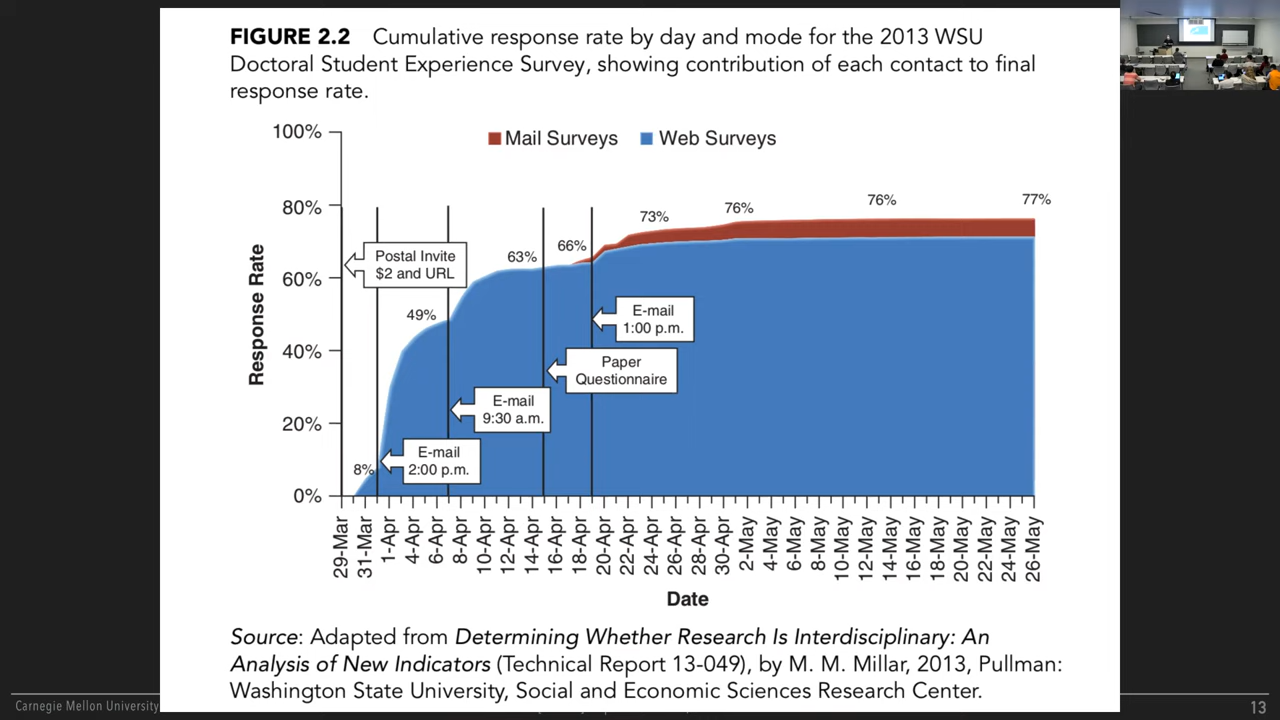 FIGURE 2.2 Cumulative esponse rate by day and mode for the 2013 WSU
Doctoral Student Experience Survey, showing contribution of each contact to final
response rate.
100%
80%
60%
40%
20%
0%
Response Rate
Mail Surveys
Web Surveys
8%
49%
63%
66%
73%
76%
76%
77%
Postal Invite
$2 and URL
E-mail
2:00 p.m.
E-mail
9:30 a.m.
Paper
Questionnaire
E-mail
1:00 p.m.
29-Mar
31-Mar
1-Apr
4-Apr
6-Apr
8-Apr
10-Apr
12-Apr
14-Apr
16-Apr
18-Apr
20-Apr
22-Apr
24-Apr
26-Apr
28-Apr
30-Apr
2-May
4-May
6-May
8-May
10-May
12-May
14-May
16-May
18-May
20-May
22-May
24-May
26-May
Date
Source: Adapted from Determining Whether Research Is Interdisciplinary: An
Analysis of New Indicators (Technical Report 13-049), by M. M. Millar, 2013, Pullman:
Washington State University, Social and Economic Sciences Research Center.
Carnegie Mellon University
13